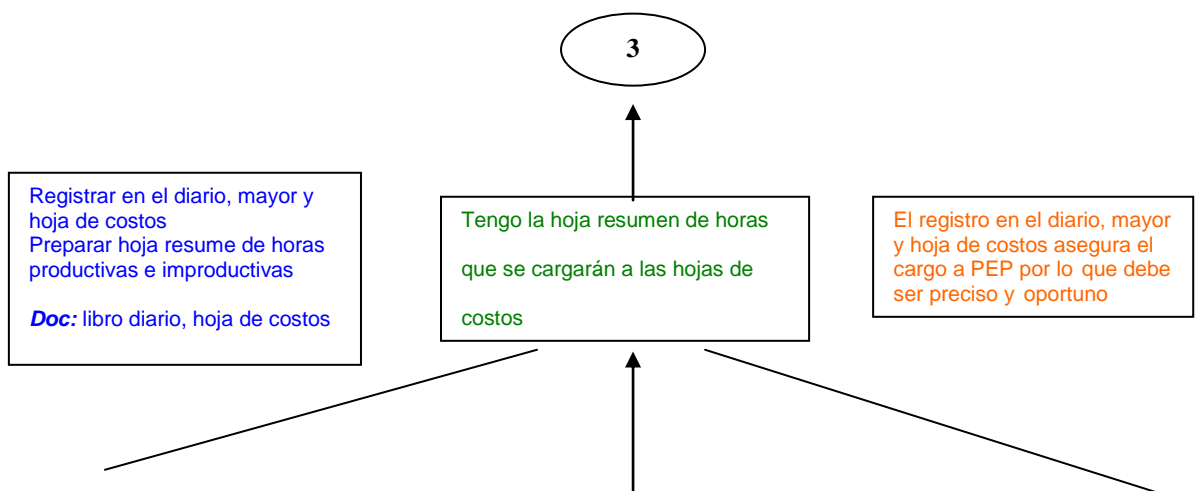 3
Registrar en el diario, mayor y
hoja de costos
Preparar hoja resume de horas
productivas e improductivas
Doc: libro diario, hoja de costos
Tengo la hoja resumen de horas
que se cargarán a las hojas de
costos
El registro en el diario, mayor
y hoja de costos asegura el
cargo a PEP por lo que debe
ser preciso y oportuno